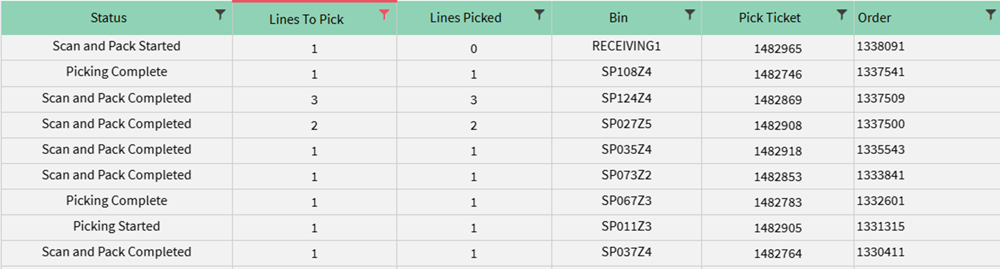 Status Lines To Pick Lines Picked Bin Pick Ticket Order
Scan and Pack Started 1 0 RECEIVING1 1482965 1338091
Picking Complete 1 1 SP108Z4 1482746 1337541
Scan and Pack Completed 3 3 SP124Z4 1482869 1337509
Scan and Pack Completed 2 2 SP027Z5 1482908 1337500
Scan and Pack Completed 1 1 SP035Z4 1482918 1335543
Scan and Pack Completed 1 1 SP073Z2 1482853 1333841
Picking Complete 1 1 SP067Z3 1482783 1332601
Picking Started 1 1 SP011Z3 1482905 1331315
Scan and Pack Completed 1 1 SP037Z4 1482764 1330411